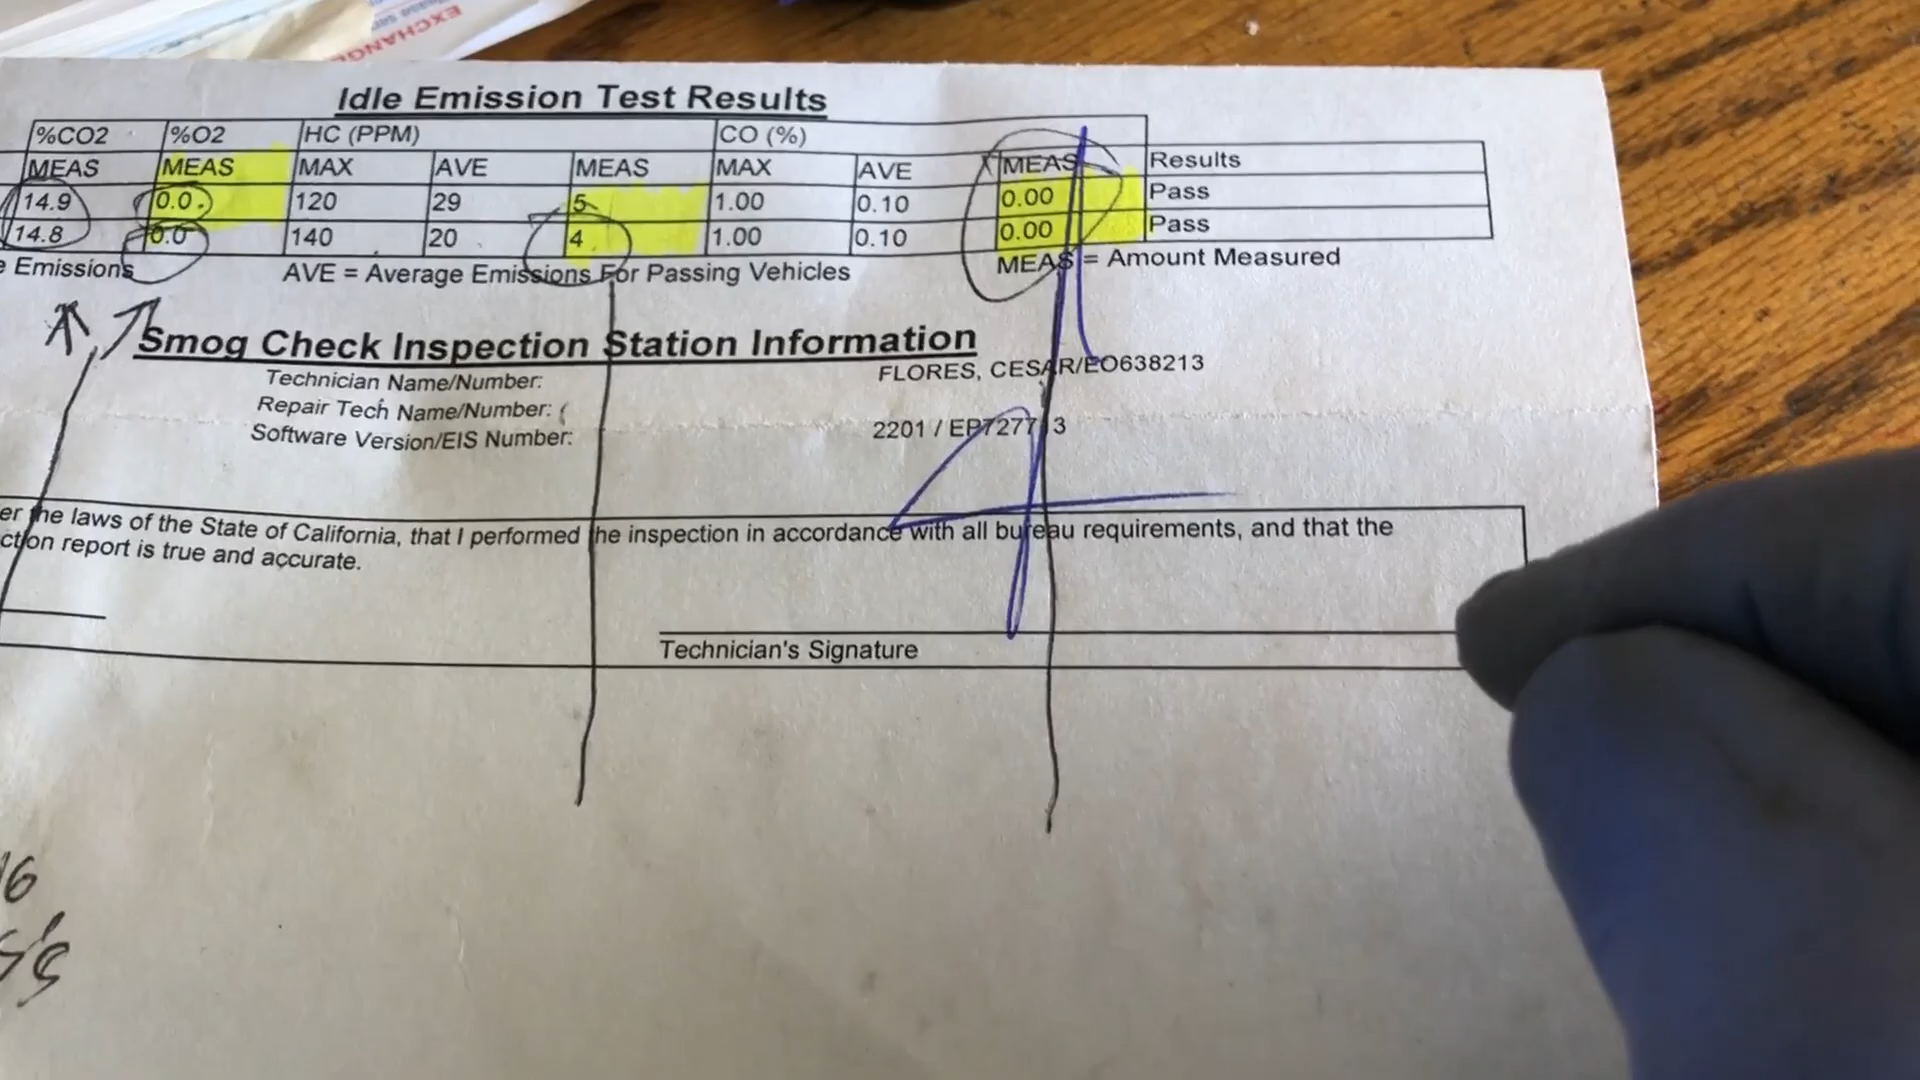 EXCHANGE
Idle Emission Test Results
%CO2 %O2 HC (PPM) CO (%)
MEAS MEAS MAX AVE MEAS MAX AVE MEAS Results
14.9 0.0 120 29 5 1.00 0.10 0.00 Pass
14.8 0.0 140 20 4 1.00 0.10 0.00 Pass
e Emissions AVE = Average Emissions For Passing Vehicles MEAS = Amount Measured
Smog Check Inspection Station Information
Technician Name/Number: FLORES, CESAR/EO638213
Repair Tech Name/Number:
Software Version/EIS Number: 2201 / EP727713
er the laws of the State of California, that I performed the inspection in accordance with all bureau requirements, and that the
ction report is true and accurate.
Technician's Signature
16
's